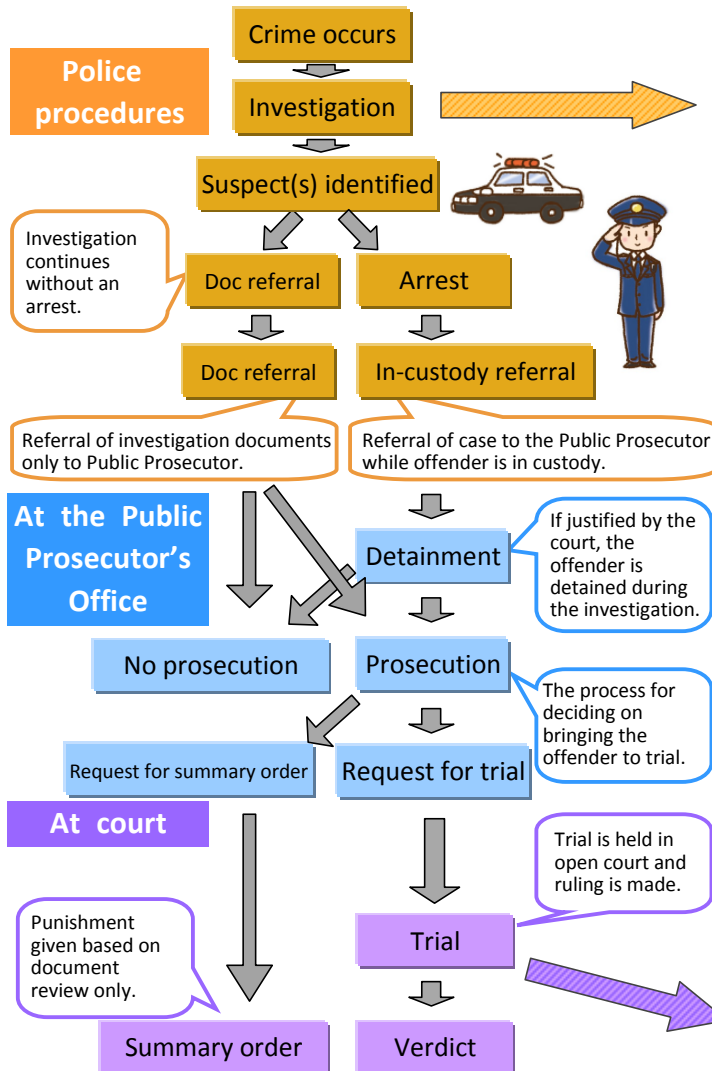 Crime occurs
Police
procedures
Investigation
Suspect(s) identified
Investigation
continues
without an
arrest.
Doc referral
Arrest
Doc referral
In-custody referral
Referral of investigation documents
only to Public Prosecutor.
Referral of case to the Public Prosecutor
while offender is in custody.
At the Public
Prosecutor’s
Office
Detainment
If justified by the
court, the
offender is
detained during
the investigation.
No prosecution
Prosecution
The process for
deciding on
bringing the
offender to trial.
Request for summary order
Request for trial
At court
Trial is held in
open court and
ruling is made.
Punishment
given based on
document
review only.
Trial
Summary order
Verdict